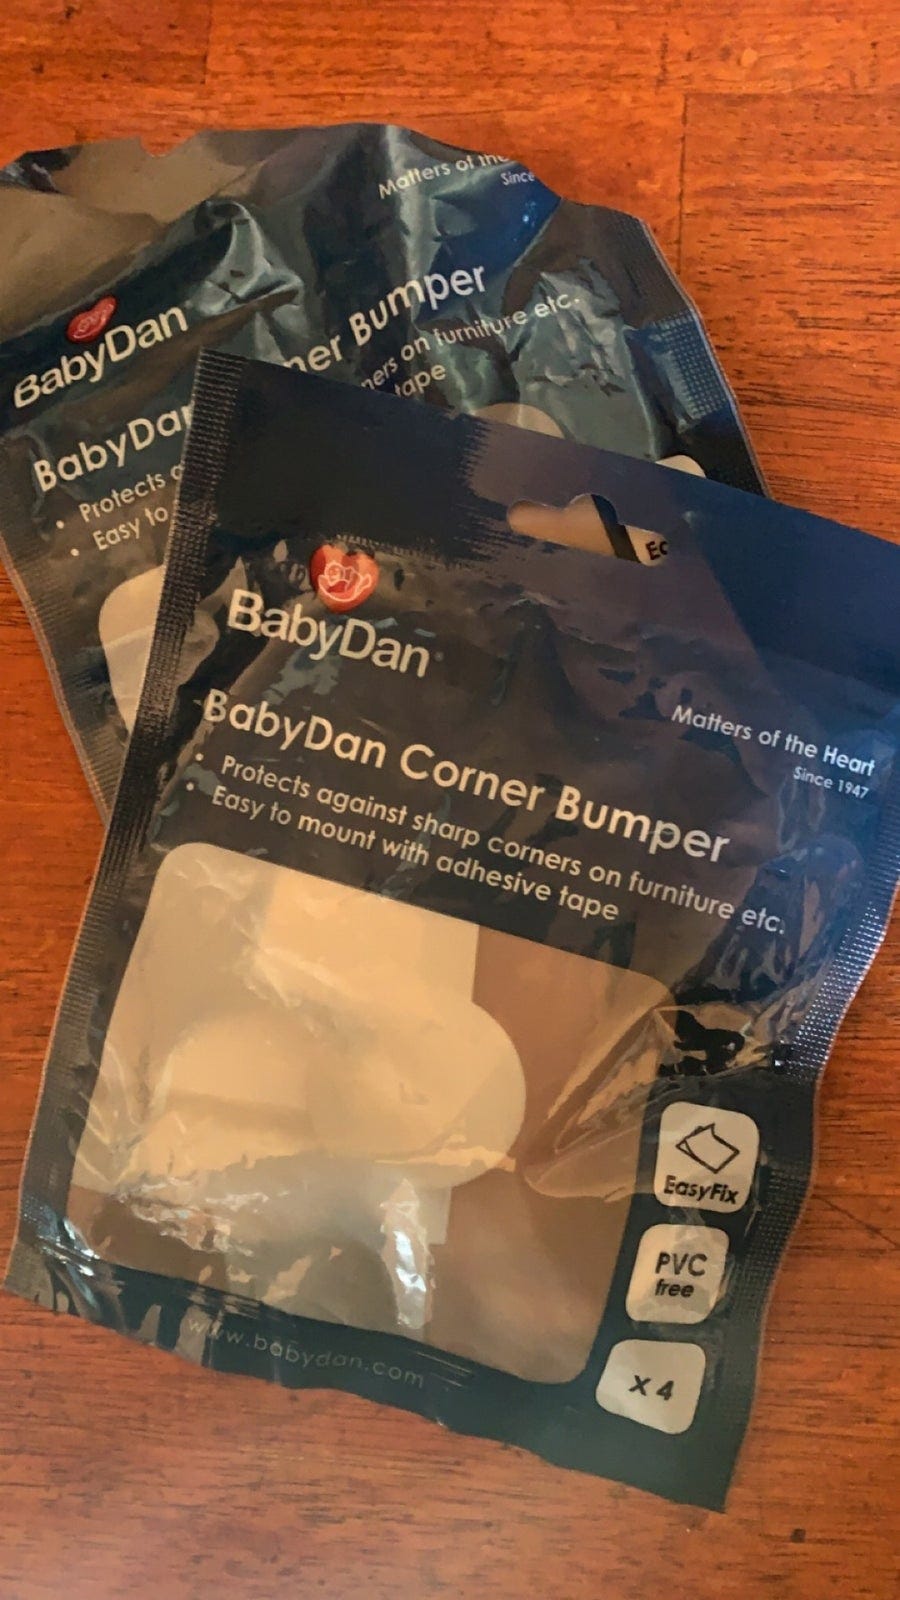 Matters of the
Since
BabyDan
BabyDan ner Bumper
Protects a ners on furniture etc.
Easy to tape
Ec
BabyDan
Matters of the Heart
Since 1947
BabyDan Corner Bumper
• Protects against sharp corners on furniture etc.
• Easy to mount with adhesive tape
EasyFix
PVC
free
X 4
www.babydan.com